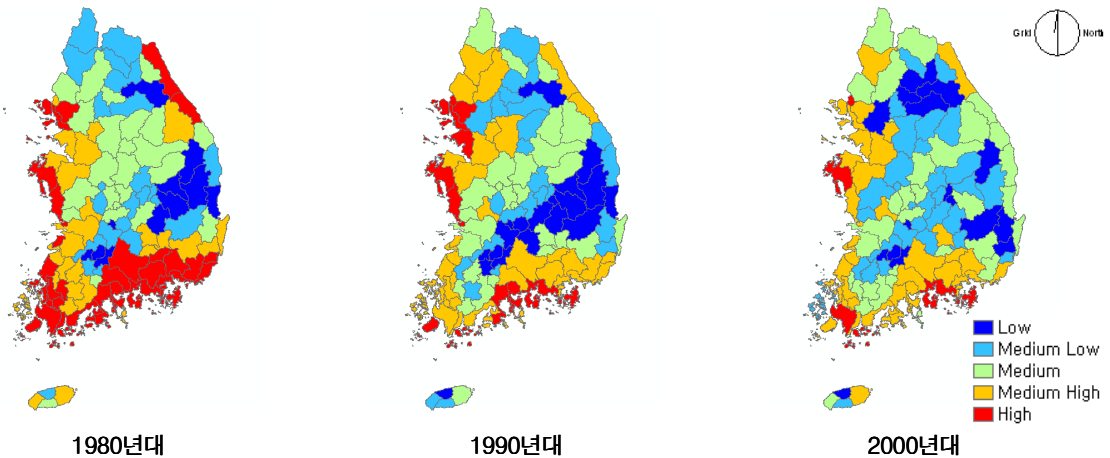 Grid North
Low
Medium Low
Medium
Medium High
High
1980년대 1990년대 2000년대